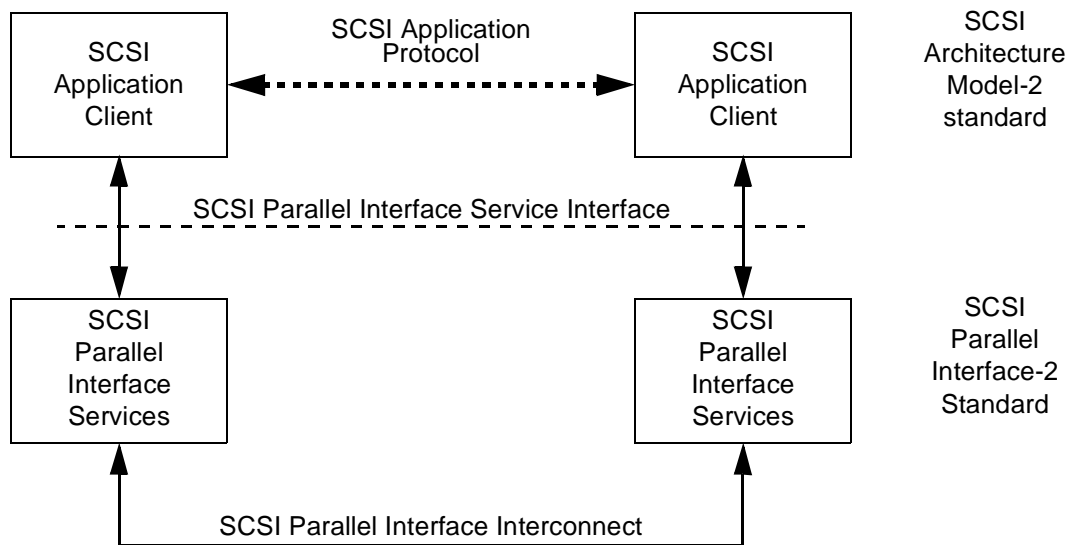 SCSI
Application
Client
SCSI Application
Protocol
SCSI
Application
Client
SCSI
Architecture
Model-2
standard
SCSI Parallel Interface Service Interface
SCSI
Parallel
Interface
Services
SCSI
Parallel
Interface
Services
SCSI
Parallel
Interface-2
Standard
SCSI Parallel Interface Interconnect